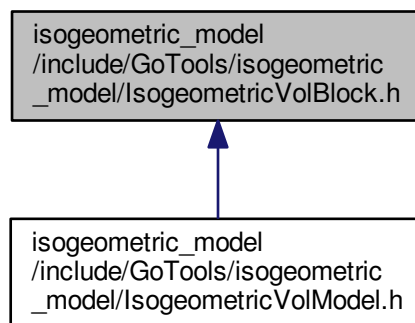 isogeometric_model
/include/GoTools/isogeometric
_model/IsogeometricVolBlock.h
isogeometric_model
/include/GoTools/isogeometric
_model/IsogeometricVolModel.h